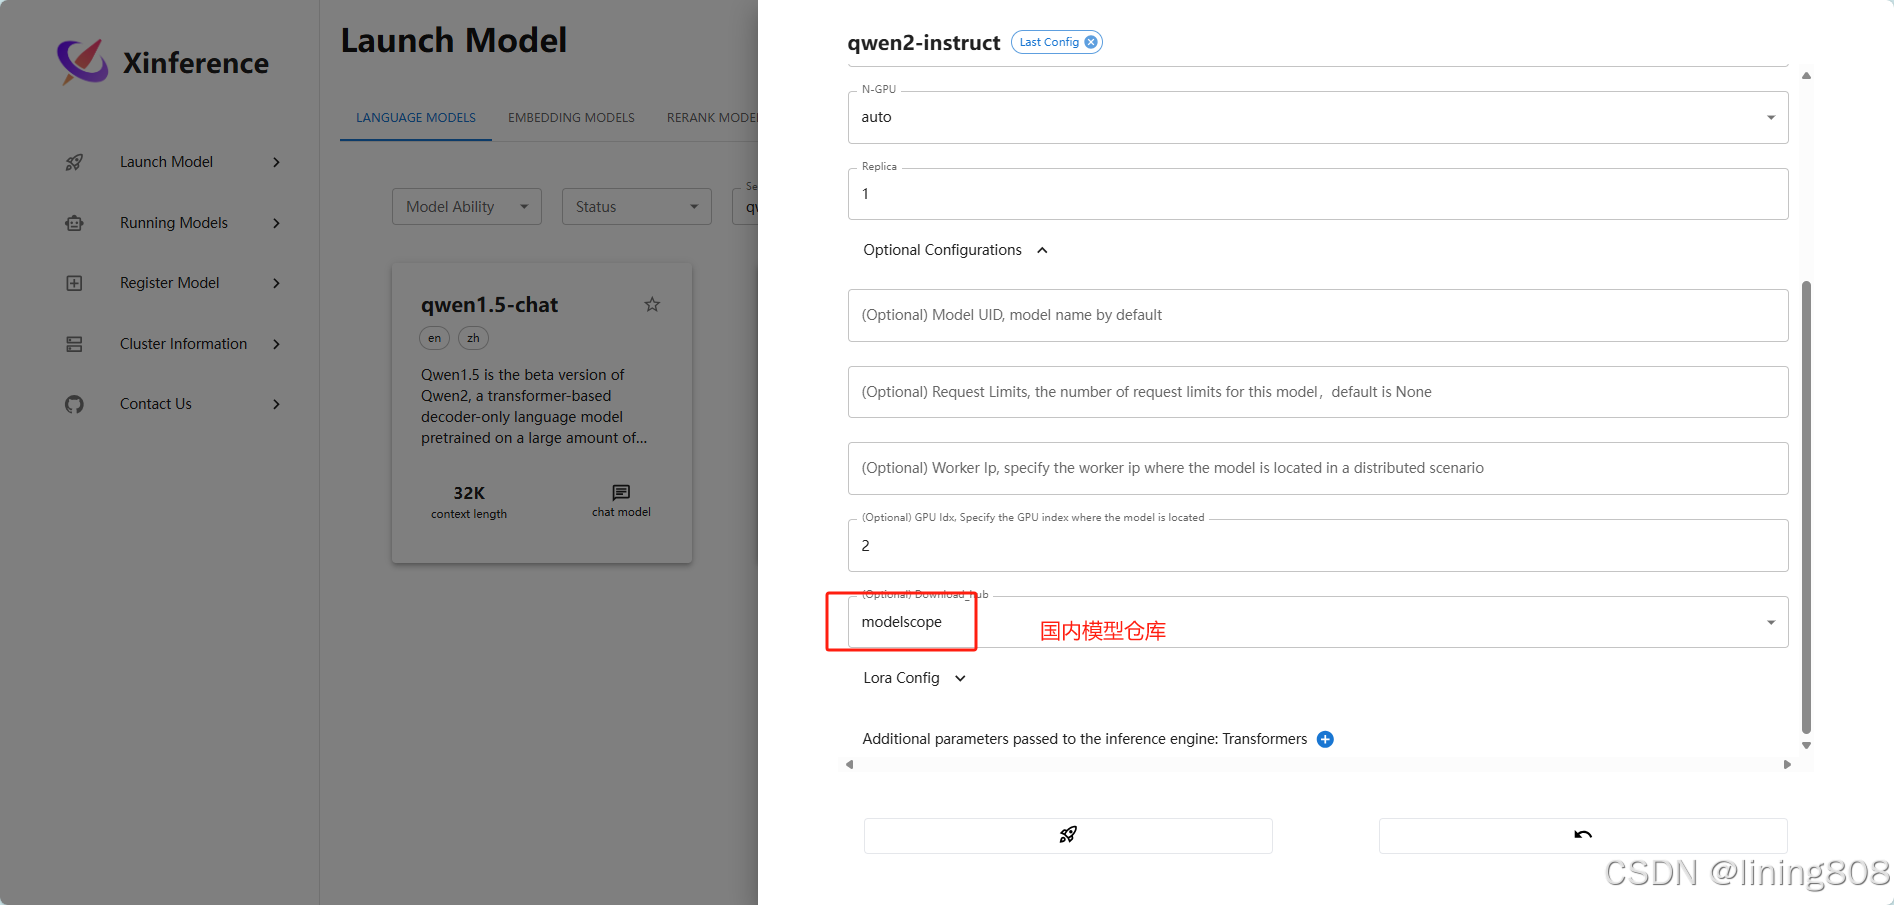 Xinference
Launch Model
Running Models
Register Model
Cluster Information
Contact Us
Launch Model
LANGUAGE MODELS
EMBEDDING MODELS
RERANK MODE
Model Ability
Status
Se
qwen1.5-chat
en
zh
Qwen1.5 is the beta version of
Qwen2, a transformer-based
decoder-only language model
pretrained on a large amount of...
32K
context length
chat model
qwen2-instruct
Last Config
N-GPU
auto
Replica
1
Optional Configurations
(Optional) Model UID, model name by default
(Optional) Request Limits, the number of request limits for this model，default is None
(Optional) Worker Ip, specify the worker ip where the model is located in a distributed scenario
(Optional) GPU Idx, Specify the GPU index where the model is located
2
(Optional) Download_hub
modelscope
国内模型仓库
Lora Config
Additional parameters passed to the inference engine: Transformers
CSDN @lining808